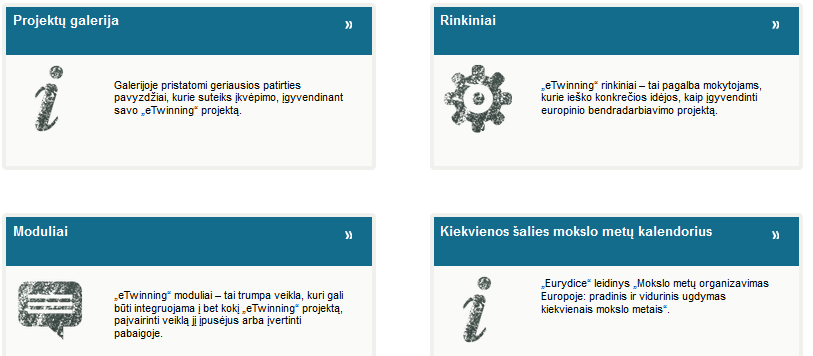 Projektų galerija »
Galerijoje pristatomi geriausios patirties
pavyzdžiai, kurie suteiks įkvėpimo, įgyvendinant
savo „eTwinning“ projektą.
Rinkiniai »
„eTwinning“ rinkiniai – tai pagalba mokytojams,
kurie ieško konkrečios idėjos, kaip įgyvendinti
europinio bendradarbiavimo projektą.
Moduliai »
„eTwinning“ moduliai – tai trumpa veikla, kuri gali
būti integruojama į bet kokį „eTwinning“ projektą,
paįvairinti veiklą jį įpusėjus arba įvertinti
pabaigoje.
Kiekvienos šalies mokslo metų kalendorius »
„Eurydice“ leidinys „Mokslo metų organizavimas
Europoje: pradinis ir vidurinis ugdymas
kiekvienais mokslo metais“.